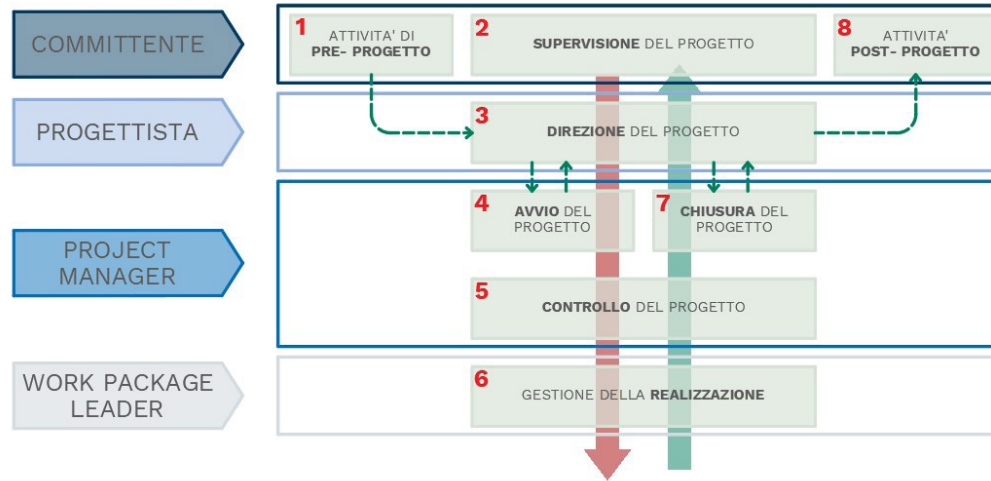 COMMITTENTE
1
ATTIVITA' DI
PRE- PROGETTO
2
SUPERVISIONE DEL PROGETTO
8
ATTIVITA'
POST- PROGETTO
PROGETTISTA
3
DIREZIONE DEL PROGETTO
PROJECT
MANAGER
4
AVVIO DEL
PROGETTO
7
CHIUSURA DEL
PROGETTO
5
CONTROLLO DEL PROGETTO
WORK PACKAGE
LEADER
6
GESTIONE DELLA REALIZZAZIONE